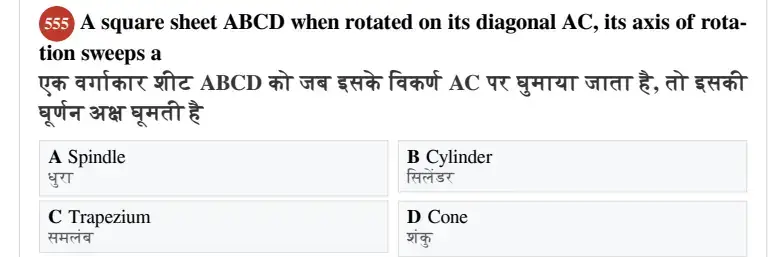 555 A square sheet ABCD when rotated on its diagonal AC, its axis of rota-
tion sweeps a
एक वर्गाकार शीट ABCD को जब इसके विकर्ण AC पर घुमाया जाता है, तो इसकी
घूर्णन अक्ष घूमती है
A Spindle
धुरा
B Cylinder
सिलेंडर
C Trapezium
समलंब
D Cone
शंकु